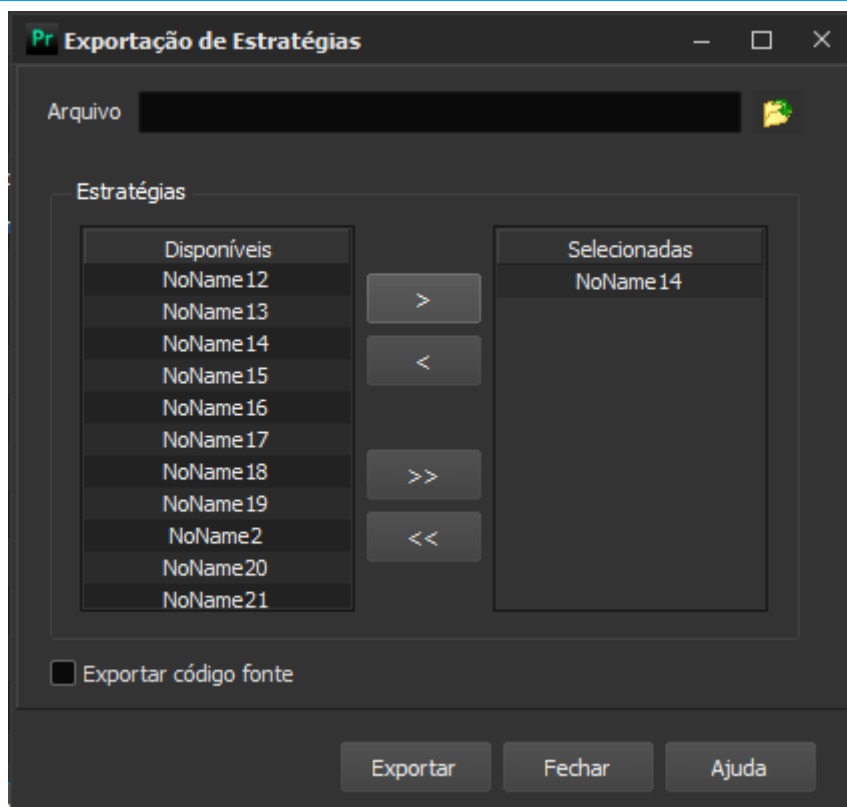 Pr Exportação de Estratégias
Arquivo
Estratégias
Disponíveis
NoName12
NoName13
NoName14
NoName15
NoName16
NoName17
NoName18
NoName19
NoName2
NoName20
NoName21
>
<
>>
<<
Selecionadas
NoName14
Exportar código fonte
Exportar Fechar Ajuda